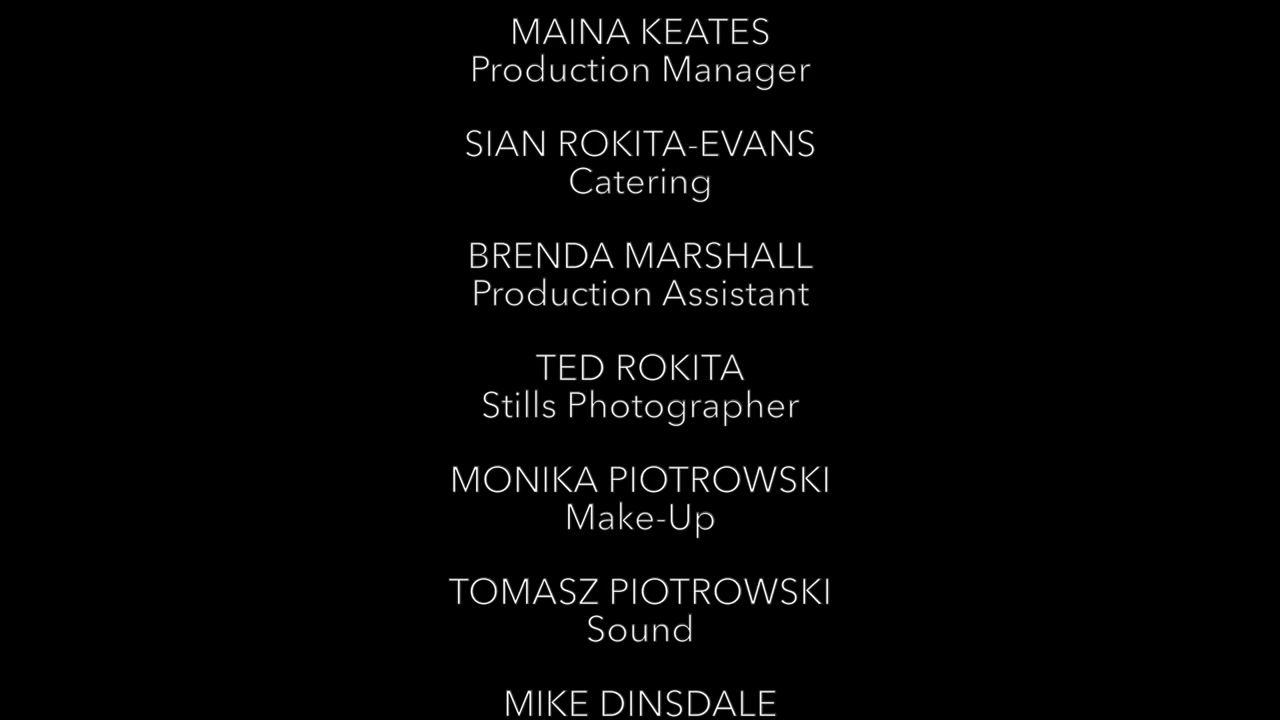 MAINA KEATES
Production Manager
SIAN ROKITA-EVANS
Catering
BRENDA MARSHALL
Production Assistant
TED ROKITA
Stills Photographer
MONIKA PIOTROWSKI
Make-Up
TOMASZ PIOTROWSKI
Sound
MIKE DINSDALE